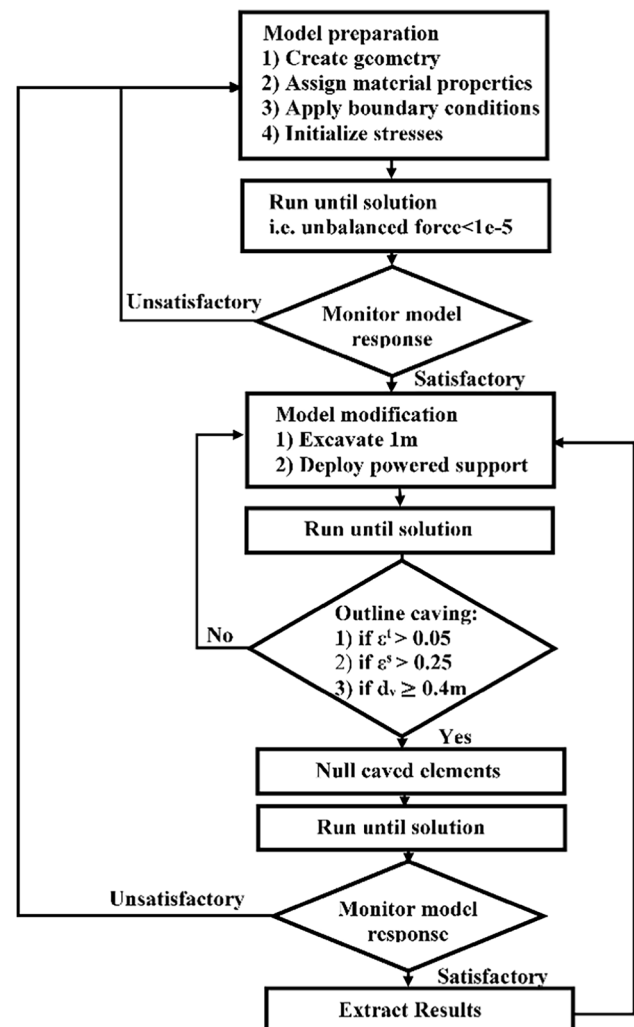 Model preparation
1) Create geometry
2) Assign material properties
3) Apply boundary conditions
4) Initialize stresses
Run until solution
i.e. unbalanced force<1e-5
Unsatisfactory
Monitor model
response
Satisfactory
Model modification
1) Excavate 1m
2) Deploy powered support
Run until solution
Outline caving:
No
1) if εᵗ > 0.05
2) if εˢ > 0.25
3) if dᵥ ≥ 0.4m
Yes
Null caved elements
Run until solution
Unsatisfactory
Monitor model
response
Satisfactory
Extract Results